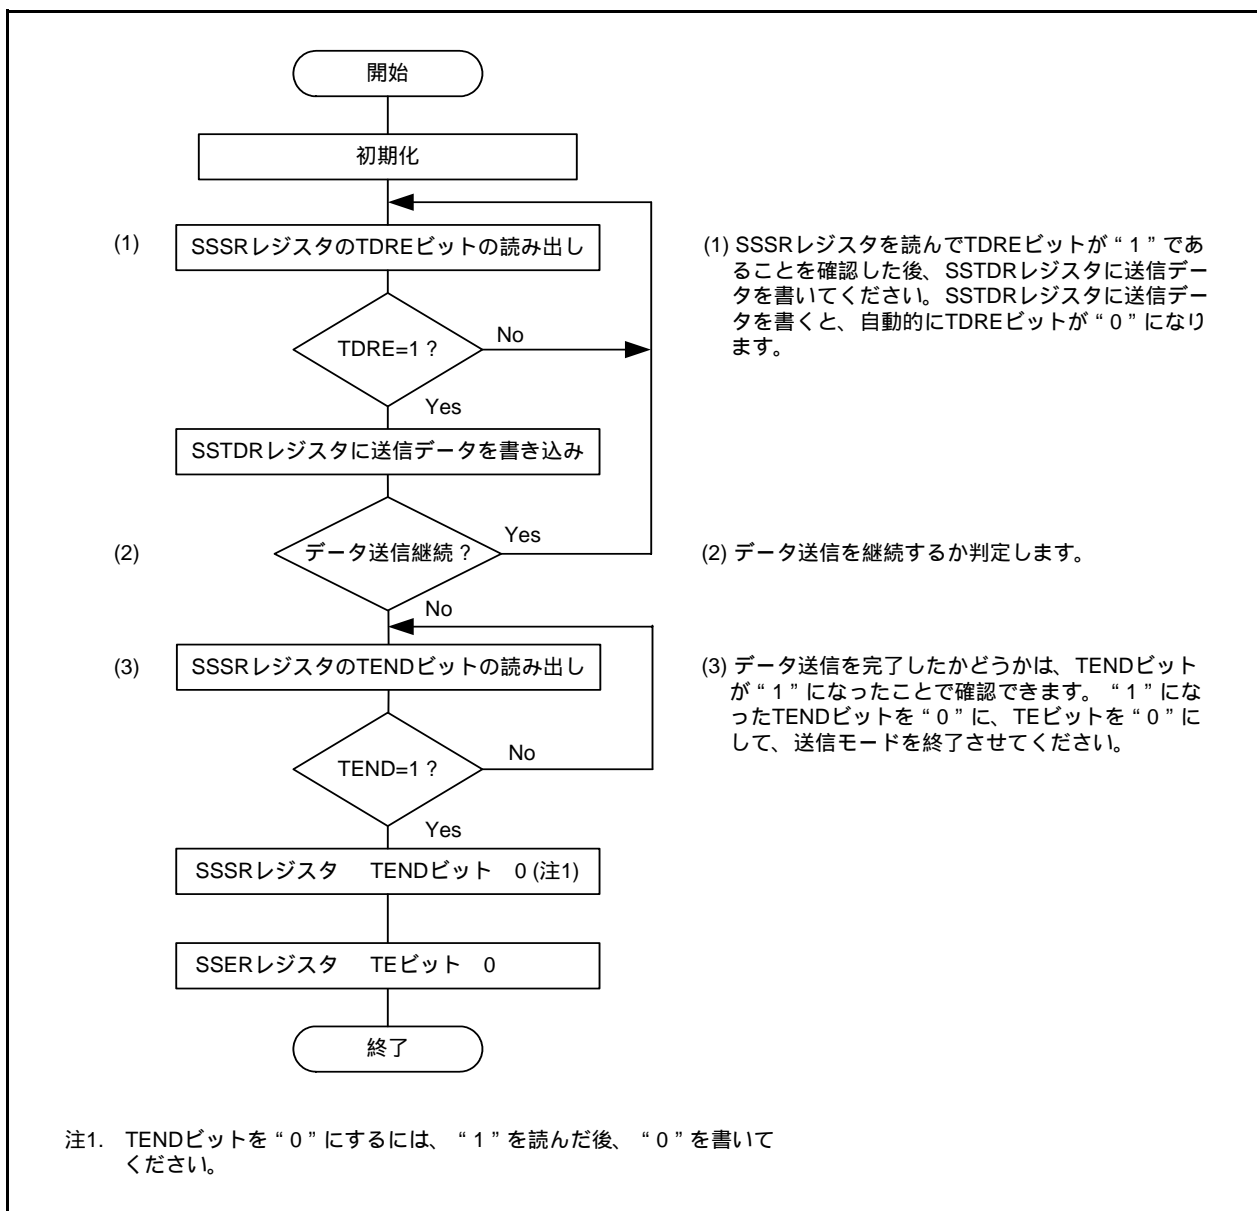 開始
初期化
(1)
SSSRレジスタのTDREビットの読み出し
TDRE=1 ?
No
Yes
SSTDRレジスタに送信データを書き込み
(2)
データ送信継続 ?
Yes
No
(3)
SSSRレジスタのTENDビットの読み出し
TEND=1 ?
No
Yes
SSSRレジスタ TENDビット 0 (注1)
SSERレジスタ TEビット 0
終了
(1) SSSRレジスタを読んでTDREビットが“1”であ
ることを確認した後、SSTDRレジスタに送信デー
タを書いてください。SSTDRレジスタに送信デー
タを書くと、自動的にTDREビットが“0”になり
ます。
(2) データ送信を継続するか判定します。
(3) データ送信を完了したかどうかは、TENDビット
が“1”になったことで確認できます。“1”にな
ったTENDビットを“0”に、TEビットを“0”に
して、送信モードを終了させてください。
注1. TENDビットを“0”にするには、“1”を読んだ後、“0”を書いて
ください。